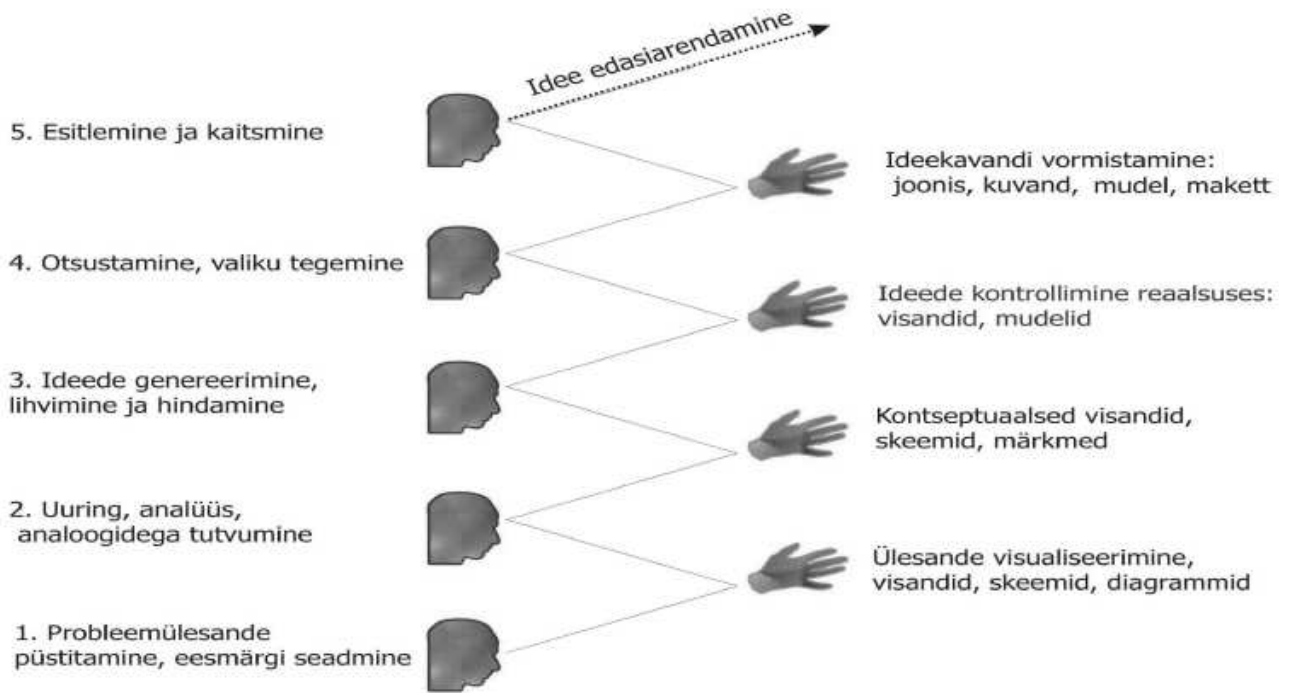 Idee edasiarendamine
5. Esitlemine ja kaitsmine
Ideekavandi vormistamine:
joonis, kuvand, mudel, makett
4. Otsustamine, valiku tegemine
Ideede kontrollimine reaalsuses:
visandid, mudelid
3. Ideede genereerimine,
lihvimine ja hindamine
Kontseptuaalsed visandid,
skeemid, märkmed
2. Uuring, analüüs,
analoogidega tutvumine
Ülesande visualiseerimine,
visandid, skeemid, diagrammid
1. Probleemülesande
püstitamine, eesmärgi seadmine